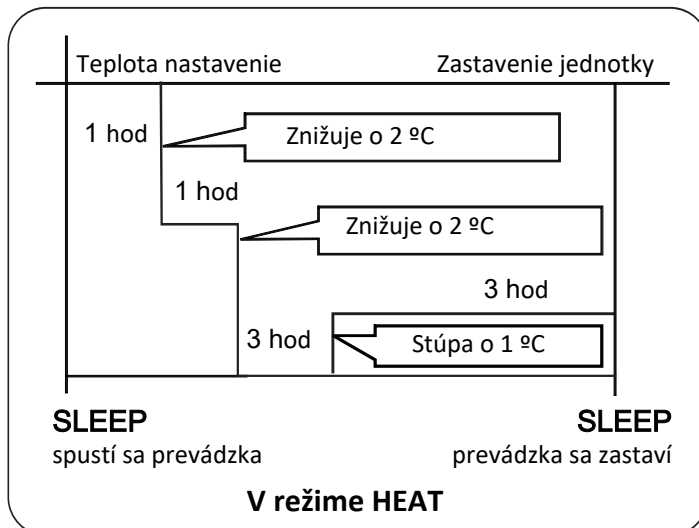 Teplota nastavenie Zastavenie jednotky
1 hod Znižuje o 2 ºC
1 hod
Znižuje o 2 ºC
3 hod
3 hod Stúpa o 1 ºC
SLEEP SLEEP
spustí sa prevádzka prevádzka sa zastaví
V režime HEAT